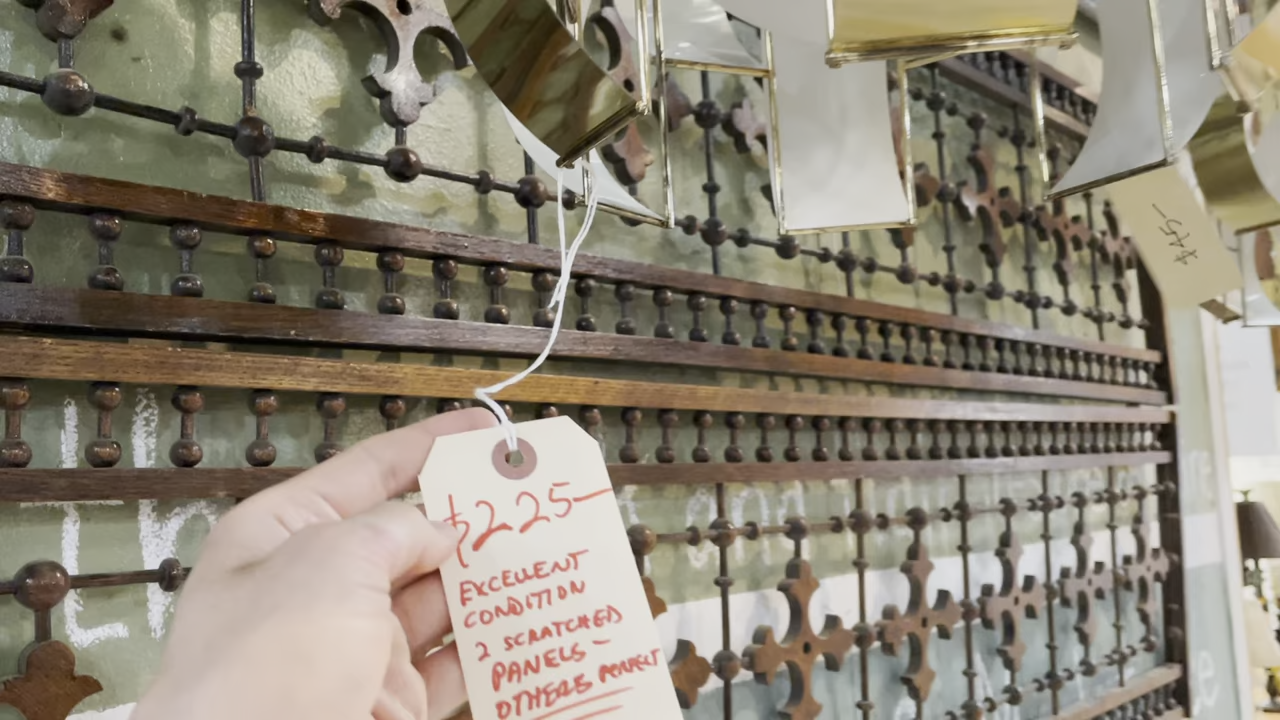 $45-
$225-
EXCELLENT
CONDITION
2 SCRATCHED
PANELS -
OTHERS PERFECT